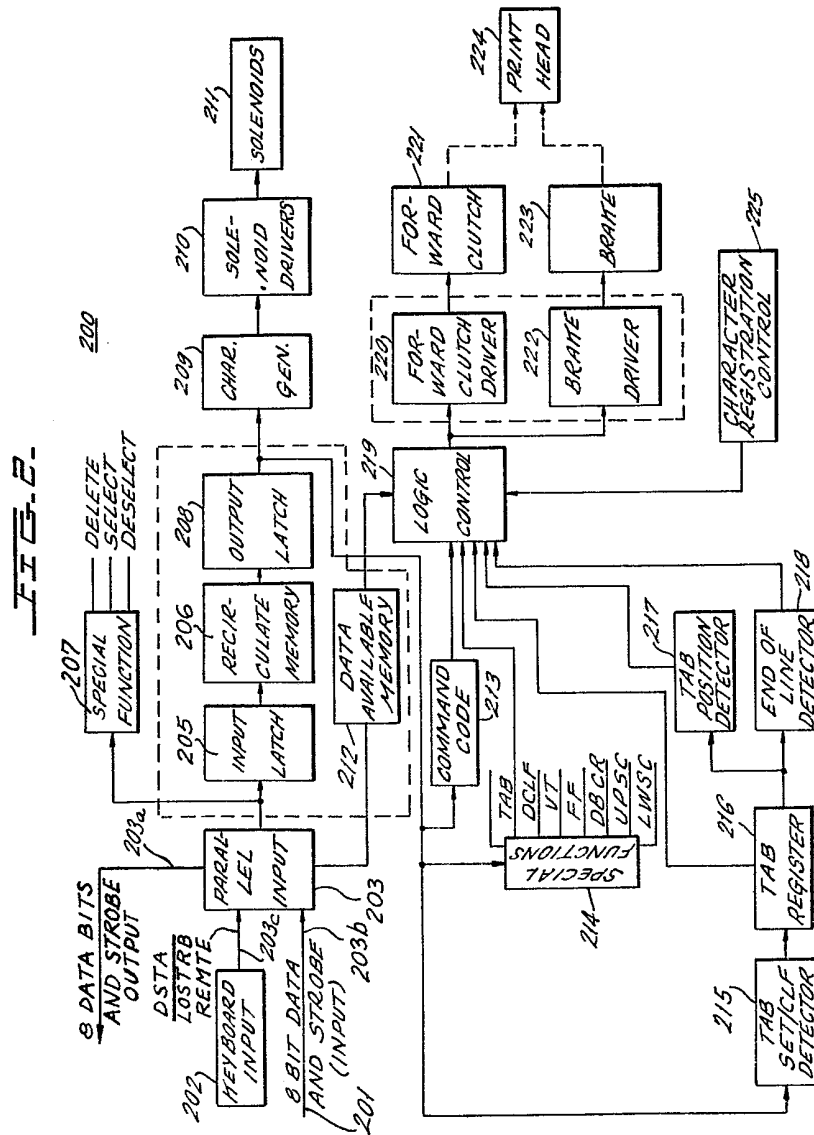 FIG. 2.
200
8 DATA BITS
AND STROBE
OUTPUT
203a
DSTA
LOSTRB
REMTE
203c
202
KEYBOARD
INPUT
8 BIT DATA
AND STROBE
(INPUT)
201
203b
PARAL-
LEL
INPUT
203
207
SPECIAL
FUNCTION
DELETE
SELECT
DESELECT
205
INPUT
LATCH
206
RECIR-
CULATE
MEMORY
208
OUTPUT
LATCH
212
DATA
AVAILABLE
MEMORY
209
CHAR.
GEN.
210
SOLE-
NOID
DRIVERS
211
SOLENOIDS
COMMAND
CODE
213
SPECIAL
FUNCTIONS
214
TAB
DCLF
VT
FF
DBCR
UPSC
LWSC
219
LOGIC
CONTROL
220
FOR-
WARD
CLUTCH
DRIVER
221
FOR-
WARD
CLUTCH
222
BRAKE
DRIVER
223
BRAKE
224
PRINT
HEAD
225
CHARACTER
REGISTRATION
CONTROL
215
TAB
SET/CLF
DETECTOR
216
TAB
REGISTER
217
TAB
POSITION
DETECTOR
218
END OF
LINE
DETECTOR